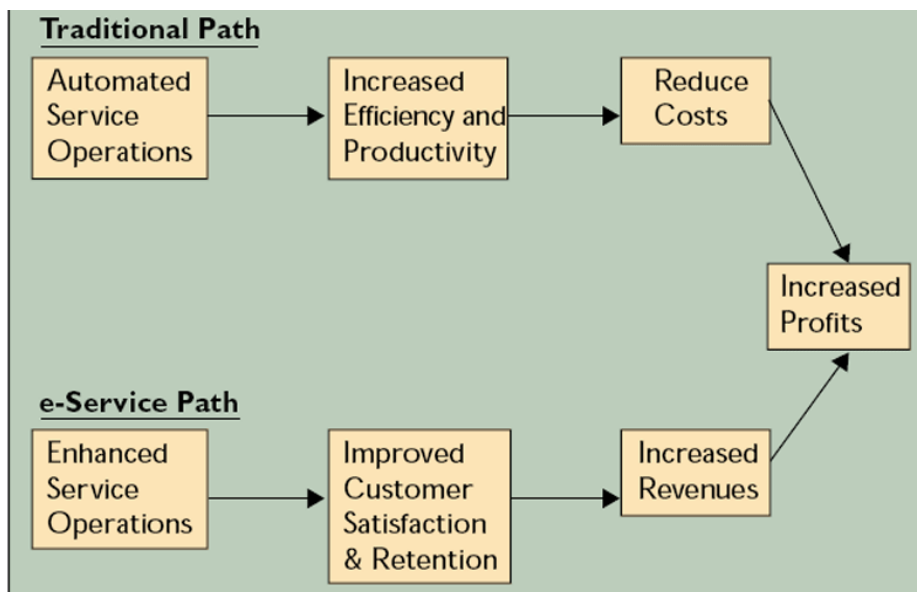 Traditional Path
Automated
Service
Operations
Increased
Efficiency and
Productivity
Reduce
Costs
Increased
Profits
e-Service Path
Enhanced
Service
Operations
Improved
Customer
Satisfaction
& Retention
Increased
Revenues